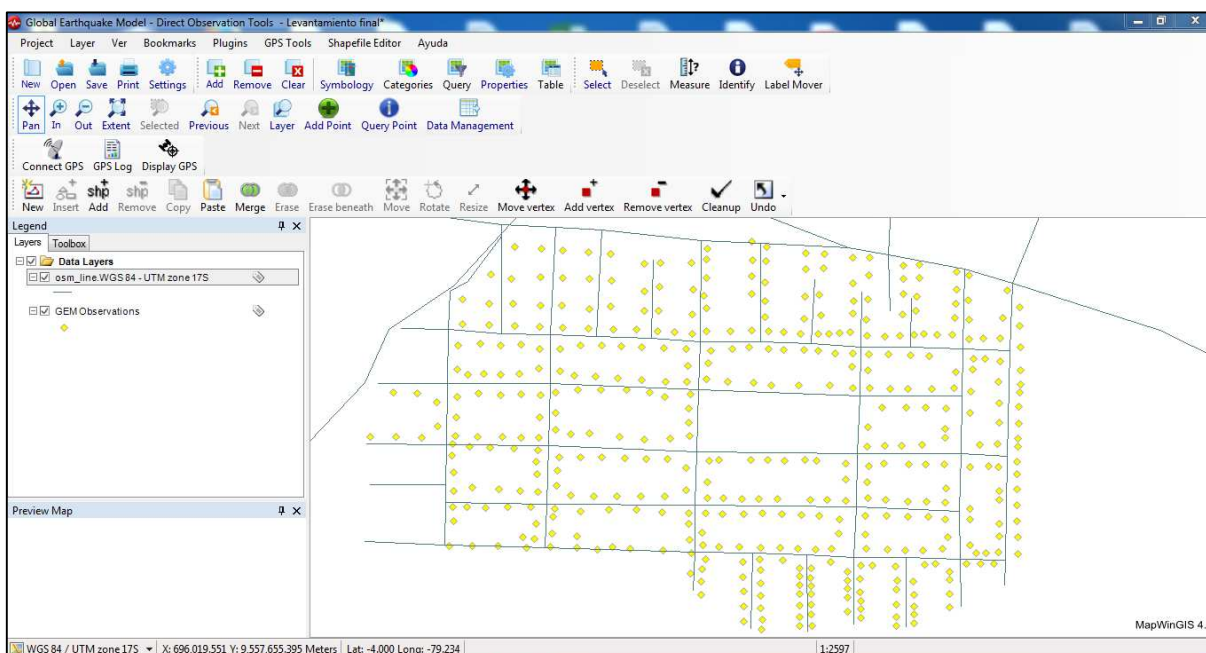 Global Earthquake Model - Direct Observation Tools - Levantamiento final*
Project Layer Ver Bookmarks Plugins GPS Tools Shapefile Editor Ayuda
New Open Save Print Settings Add Remove Clear Symbology Categories Query Properties Table Select Deselect Measure Identify Label Mover
Pan In Out Extent Selected Previous Next Layer Add Point Query Point Data Management
Connect GPS GPS Log Display GPS
shp shp
New Insert Add Remove Copy Paste Merge Erase Erase beneath Move Rotate Resize Move vertex Add vertex Remove vertex Cleanup Undo
Legend
Layers Toolbox
Data Layers
osm_line.WGS 84 - UTM zone 17S
GEM Observations
Preview Map
MapWinGIS 4.
WGS 84 / UTM zone 17S X: 696.019,551 Y: 9.557.655,395 Meters Lat: -4.000 Long: -79.234 1:2597